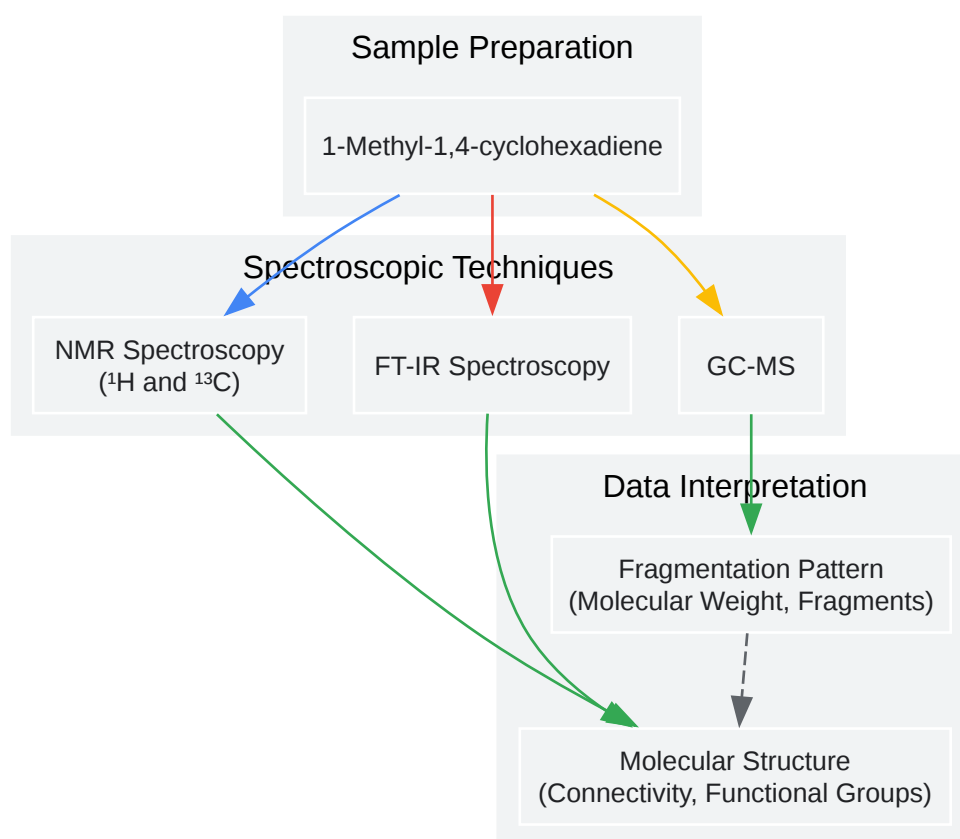 Sample Preparation
1-Methyl-1,4-cyclohexadiene
Spectroscopic Techniques
NMR Spectroscopy
(¹H and ¹³C)
FT-IR Spectroscopy
GC-MS
Data Interpretation
Fragmentation Pattern
(Molecular Weight, Fragments)
Molecular Structure
(Connectivity, Functional Groups)